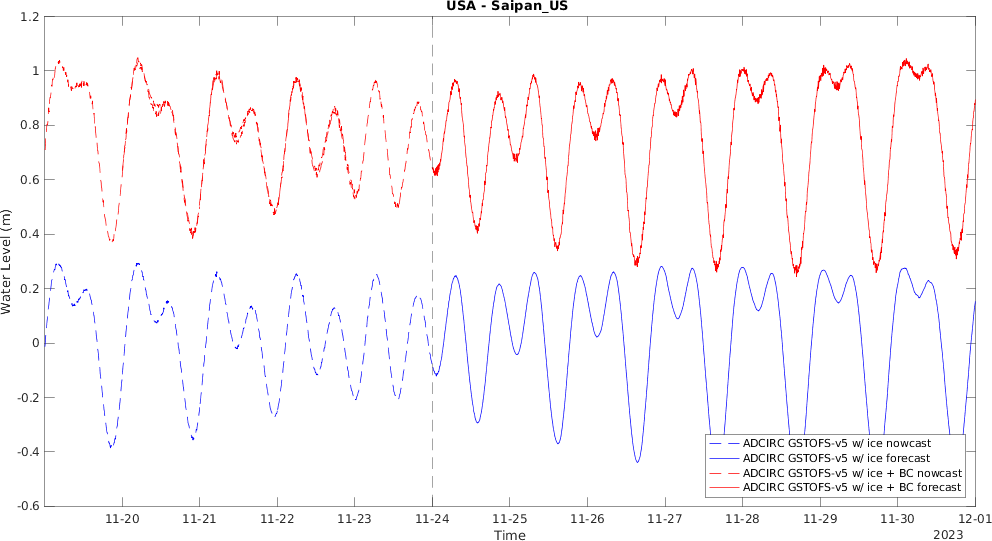 USA - Saipan_US
1.2
1
0.8
0.6
0.4
0.2
0
-0.2
-0.4
-0.6
Water Level (m)
ADCIRC GSTOFS-v5 w/ ice nowcast
ADCIRC GSTOFS-v5 w/ ice forecast
ADCIRC GSTOFS-v5 w/ ice + BC nowcast
ADCIRC GSTOFS-v5 w/ ice + BC forecast
11-20 11-21 11-22 11-23 11-24 11-25 11-26 11-27 11-28 11-29 11-30 12-01
Time
2023